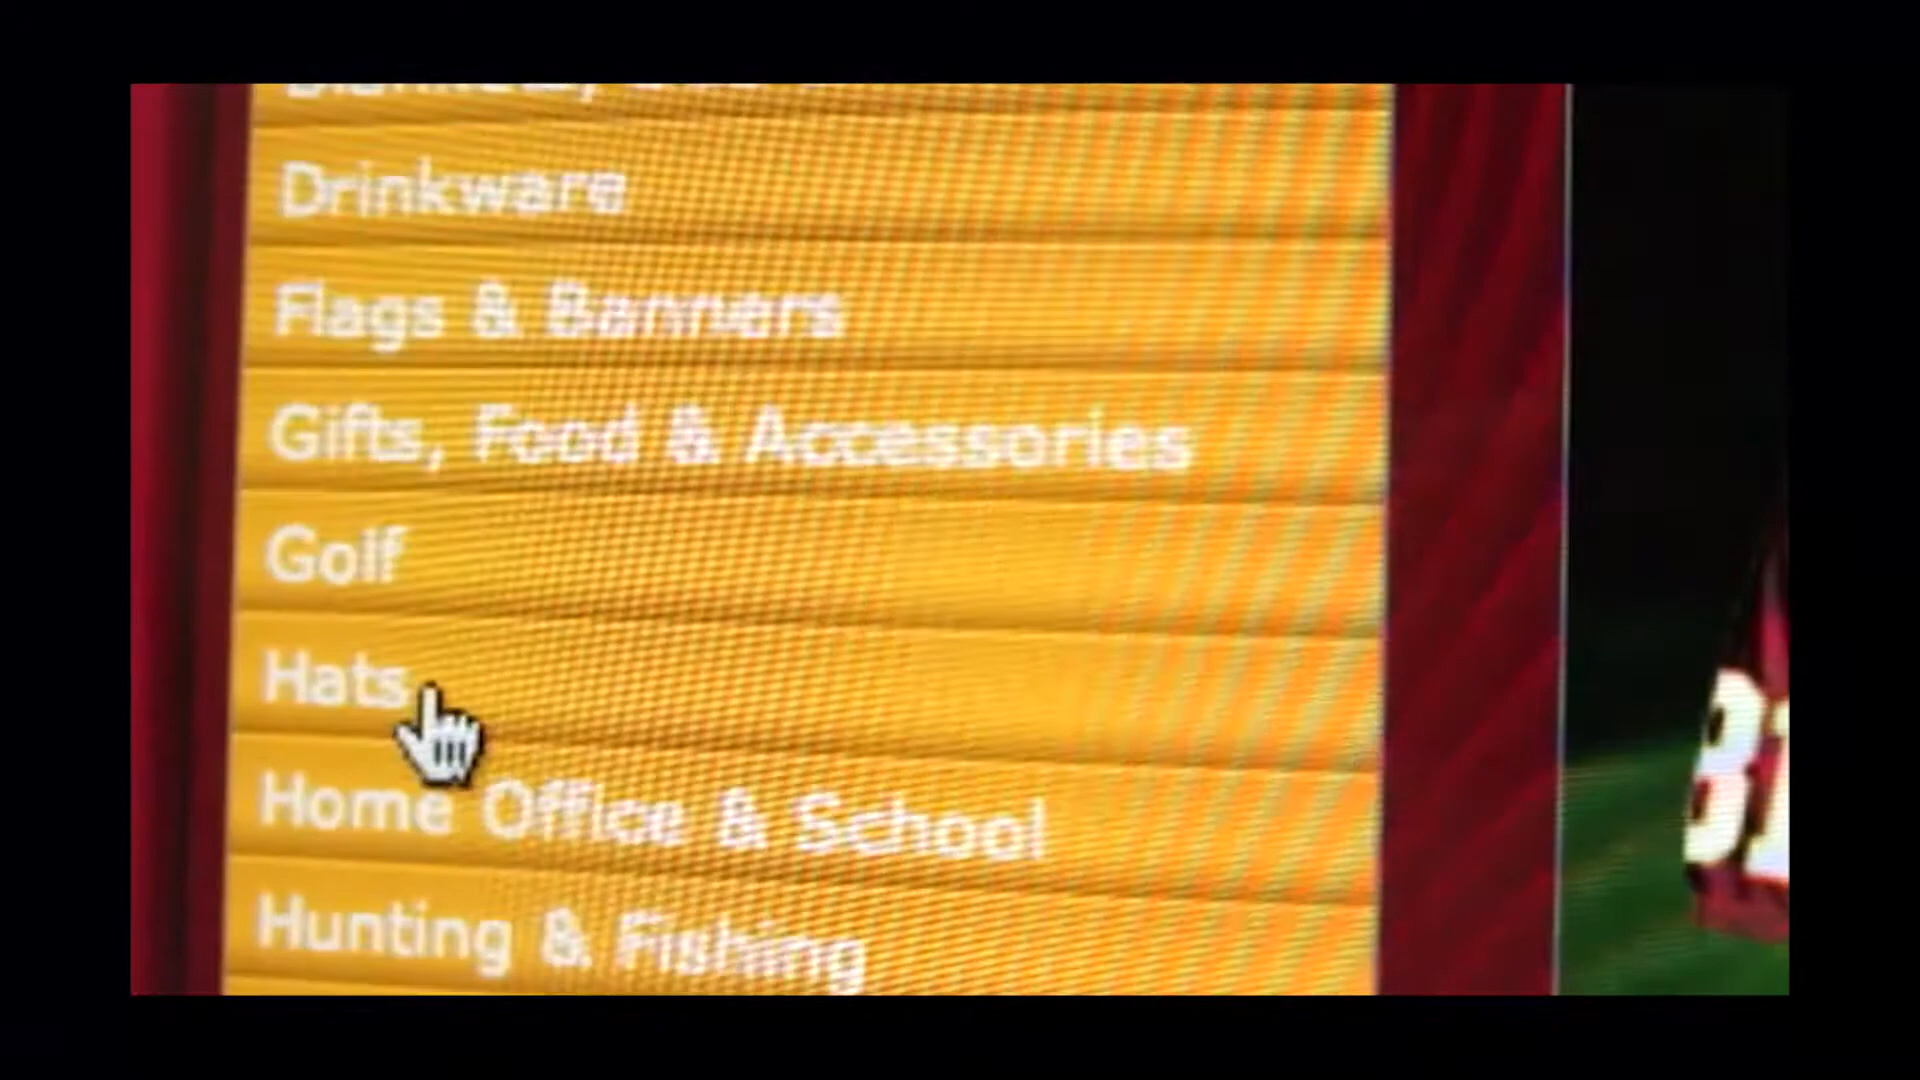 Drinkware
Flags & Banners
Gifts, Food & Accessories
Golf
Hats
Home Office & School
Hunting & Fishing